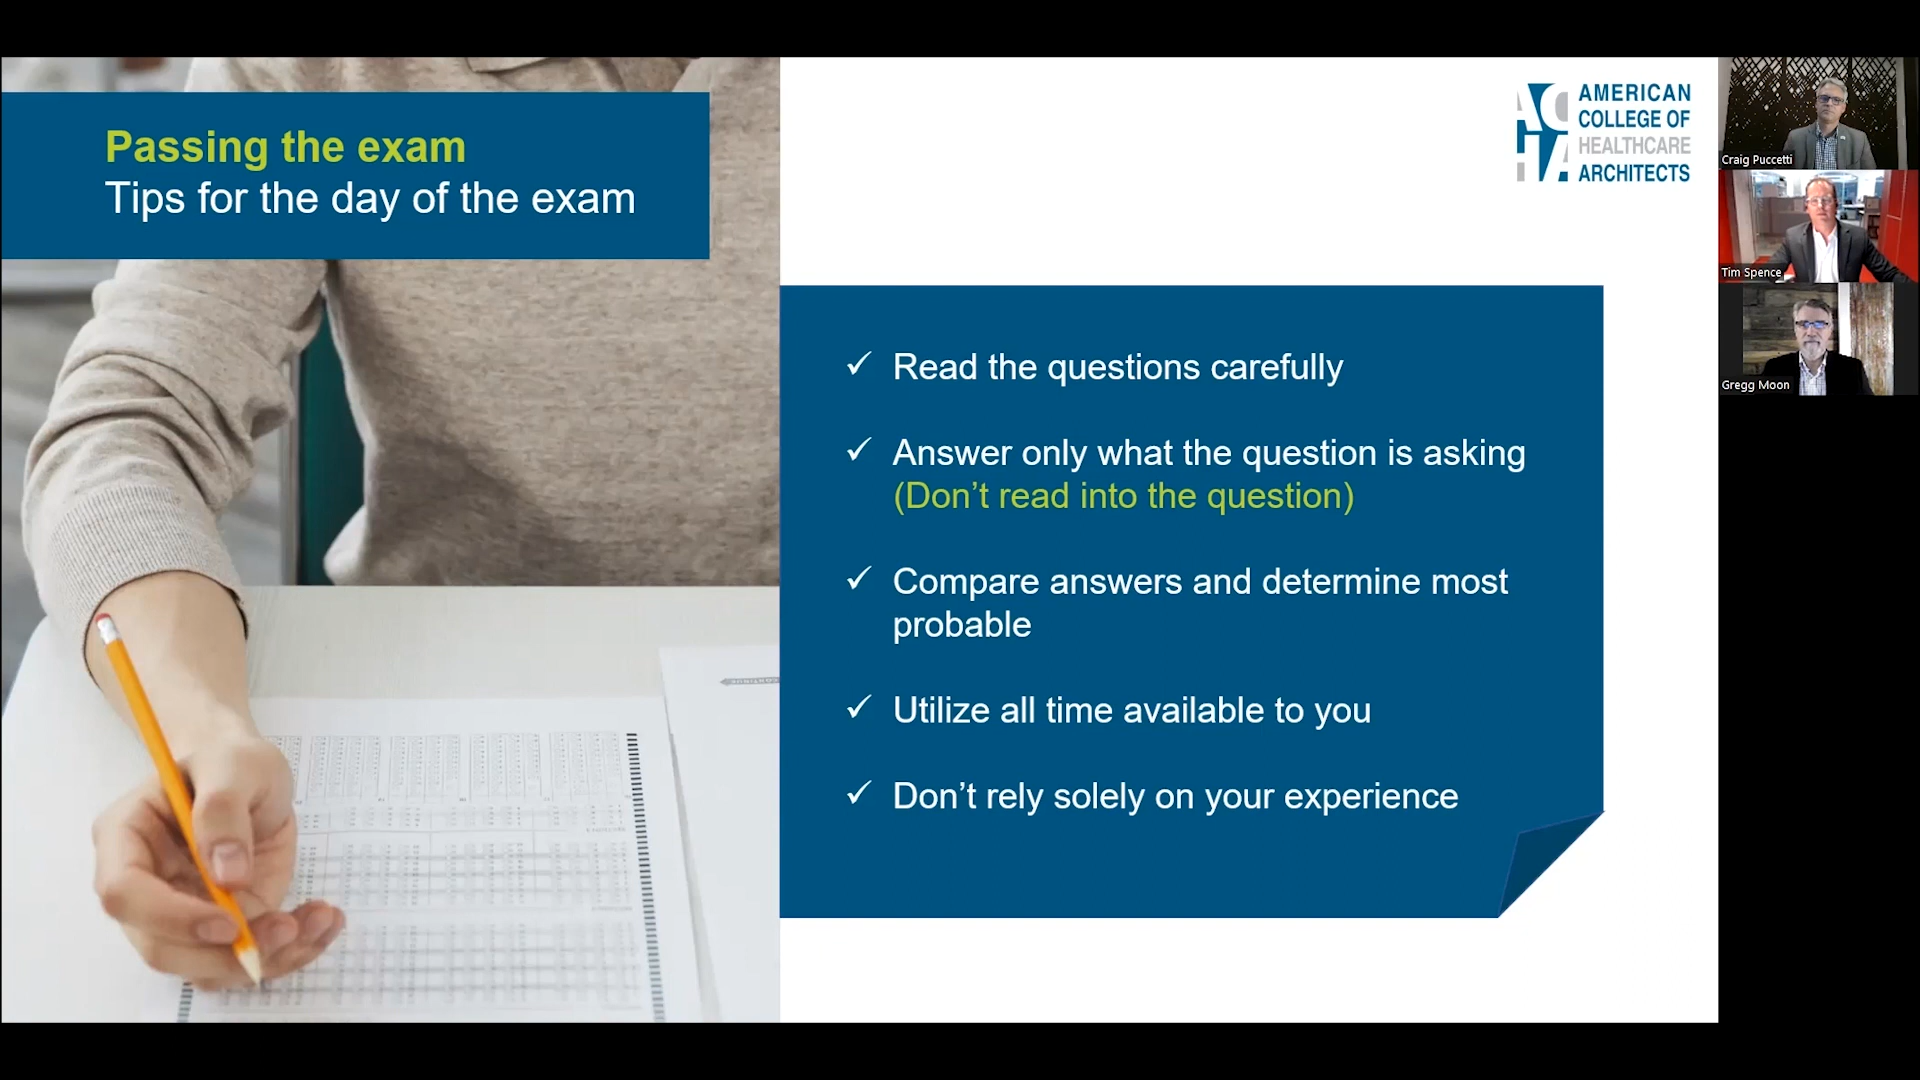 Passing the exam
Tips for the day of the exam
AC
HA
AMERICAN
COLLEGE OF
HEALTHCARE
ARCHITECTS
✓ Read the questions carefully
✓ Answer only what the question is asking
(Don’t read into the question)
✓ Compare answers and determine most
probable
✓ Utilize all time available to you
✓ Don’t rely solely on your experience
Craig Puccetti
Tim Spence
Gregg Moon